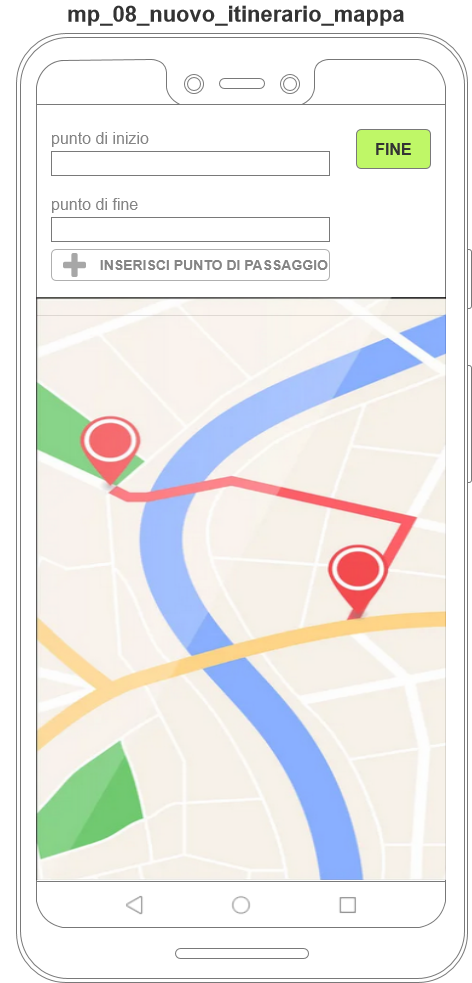 mp_08_nuovo_itinerario_mappa
punto di inizio
FINE
punto di fine
INSERISCI PUNTO DI PASSAGGIO